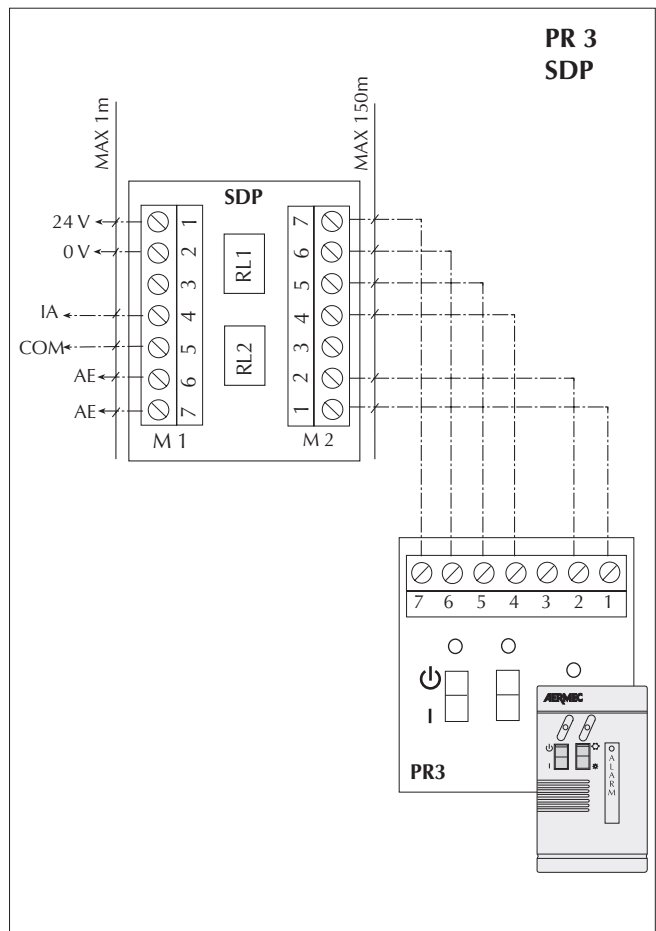 PR 3
SDP
MAX 1m
MAX 150m
SDP
24 V
0 V
IA
COM
AE
AE
1
2
3
4
5
6
7
M 1
RL1
RL2
7
6
5
4
3
2
1
M 2
7 6 5 4 3 2 1
I
PR3
AERMEC
I
ALARM